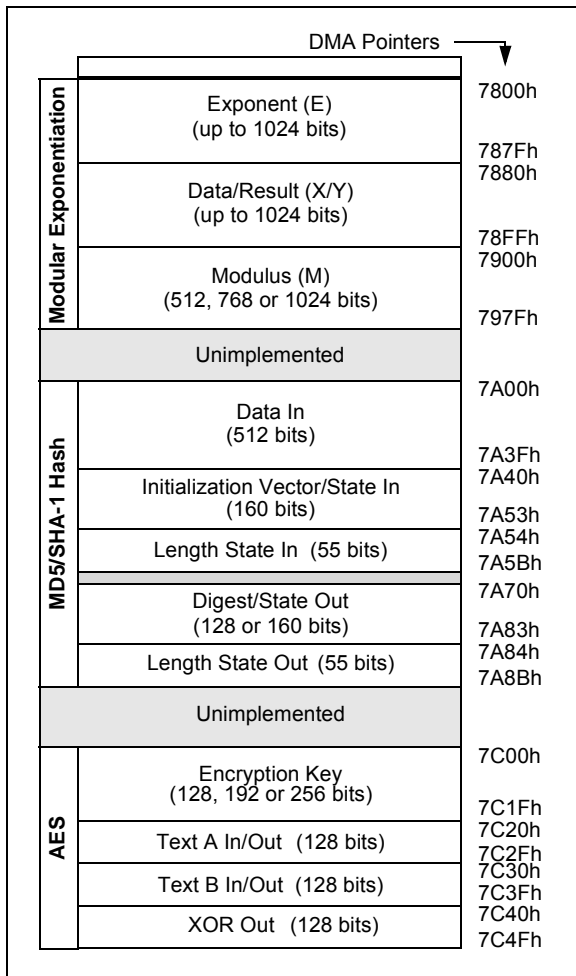 DMA Pointers
Modular Exponentiation
Exponent (E)
(up to 1024 bits)
7800h
787Fh
Data/Result (X/Y)
(up to 1024 bits)
7880h
78FFh
Modulus (M)
(512, 768 or 1024 bits)
7900h
797Fh
Unimplemented
MD5/SHA-1 Hash
Data In
(512 bits)
7A00h
7A3Fh
Initialization Vector/State In
(160 bits)
7A40h
7A53h
Length State In (55 bits)
7A54h
7A5Bh
Digest/State Out
(128 or 160 bits)
7A70h
7A83h
Length State Out (55 bits)
7A84h
7A8Bh
Unimplemented
AES
Encryption Key
(128, 192 or 256 bits)
7C00h
7C1Fh
Text A In/Out (128 bits)
7C20h
7C2Fh
Text B In/Out (128 bits)
7C30h
7C3Fh
XOR Out (128 bits)
7C40h
7C4Fh